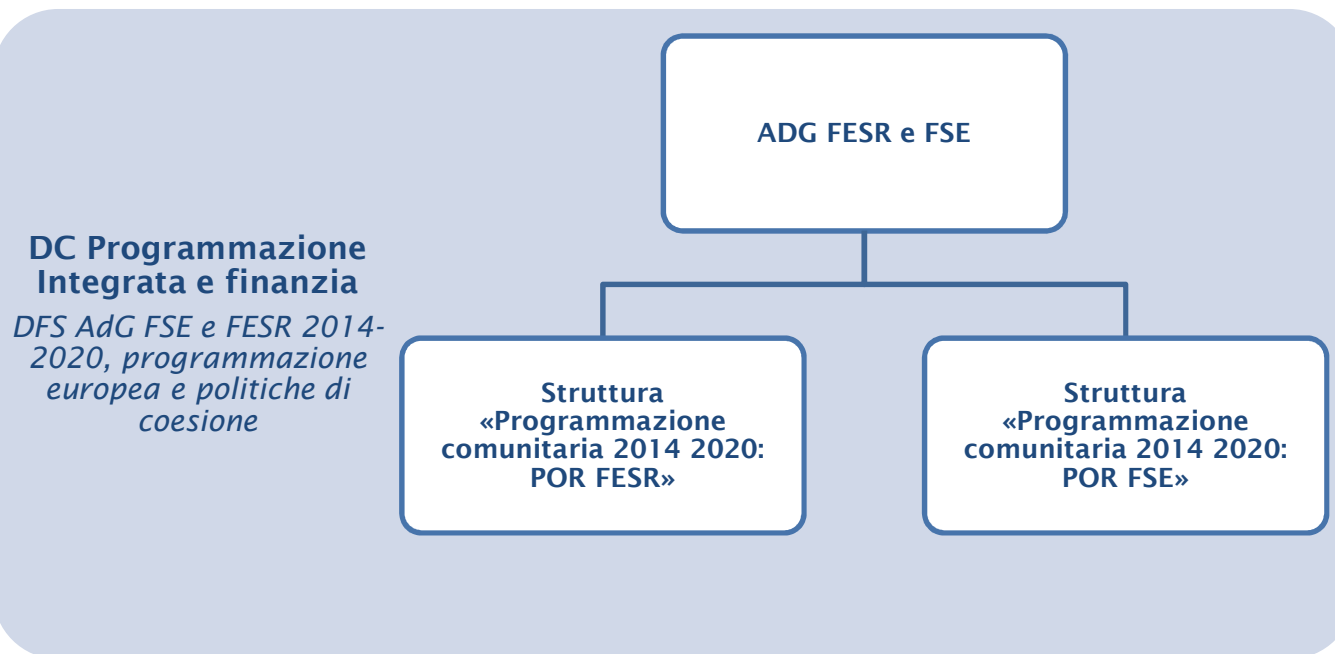 ADG FESR e FSE
DC Programmazione
Integrata e finanzia
DFS AdG FSE e FESR 2014-
2020, programmazione
europea e politiche di
coesione
Struttura
«Programmazione
comunitaria 2014 2020:
POR FESR»
Struttura
«Programmazione
comunitaria 2014 2020:
POR FSE»